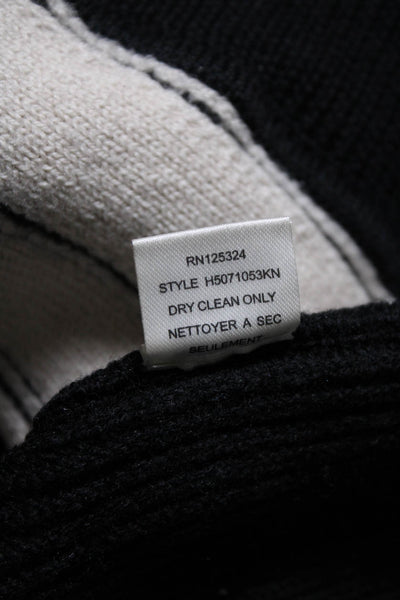 RN125324
STYLE H5071053KN
DRY CLEAN ONLY
NETTOYER A SEC
SEULEMENT